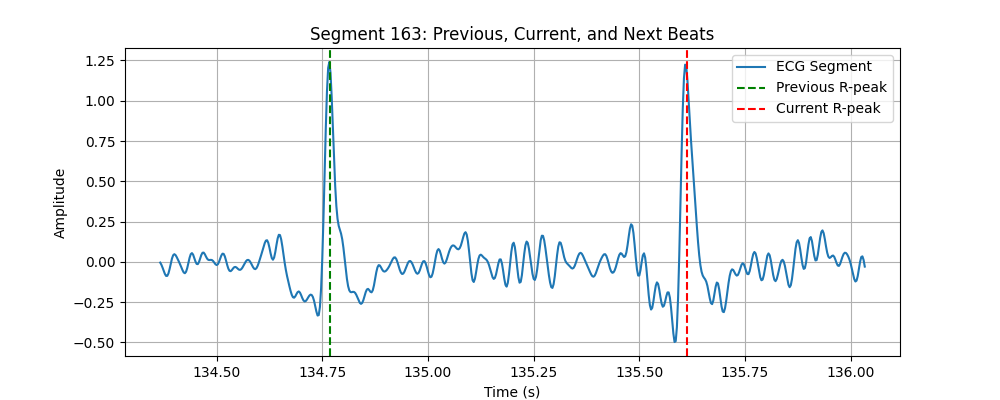 Segment 163: Previous, Current, and Next Beats
ECG Segment
Previous R-peak
Current R-peak
Amplitude
1.25
1.00
0.75
0.50
0.25
0.00
−0.25
−0.50
134.50 134.75 135.00 135.25 135.50 135.75 136.00
Time (s)